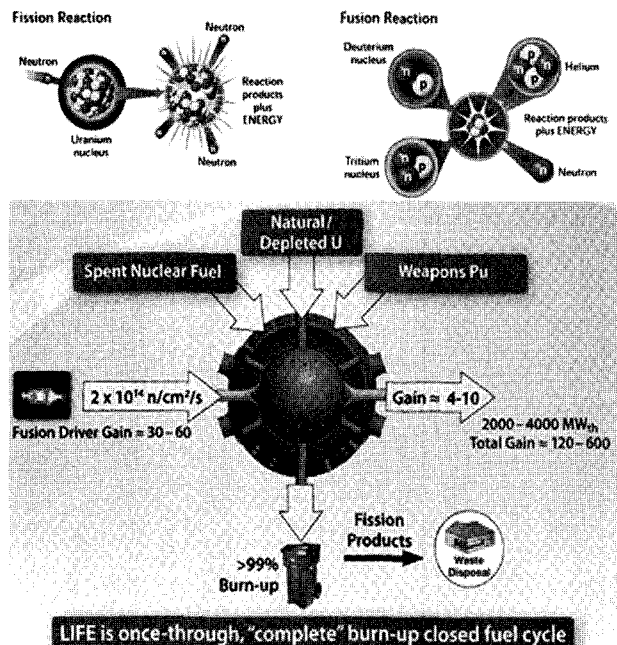 Fission Reaction
Neutron
Uranium
nucleus
Neutron
Reaction
products
plus
ENERGY
Neutron
Fusion Reaction
Deuterium
nucleus
n
p
Tritium
nucleus
n
p
n
p
p
n
Helium
Reaction products
plus ENERGY
n
Neutron
Natural/
Depleted U
Spent Nuclear Fuel
Weapons Pu
2 x 10¹⁴ n/cm²/s
Fusion Driver Gain ≈ 30–60
Gain ≈ 4-10
2000–4000 MWth
Total Gain ≈ 120–600
>99%
Burn-up
Fission
Products
Waste
Disposal
LIFE is once-through, "complete" burn-up closed fuel cycle